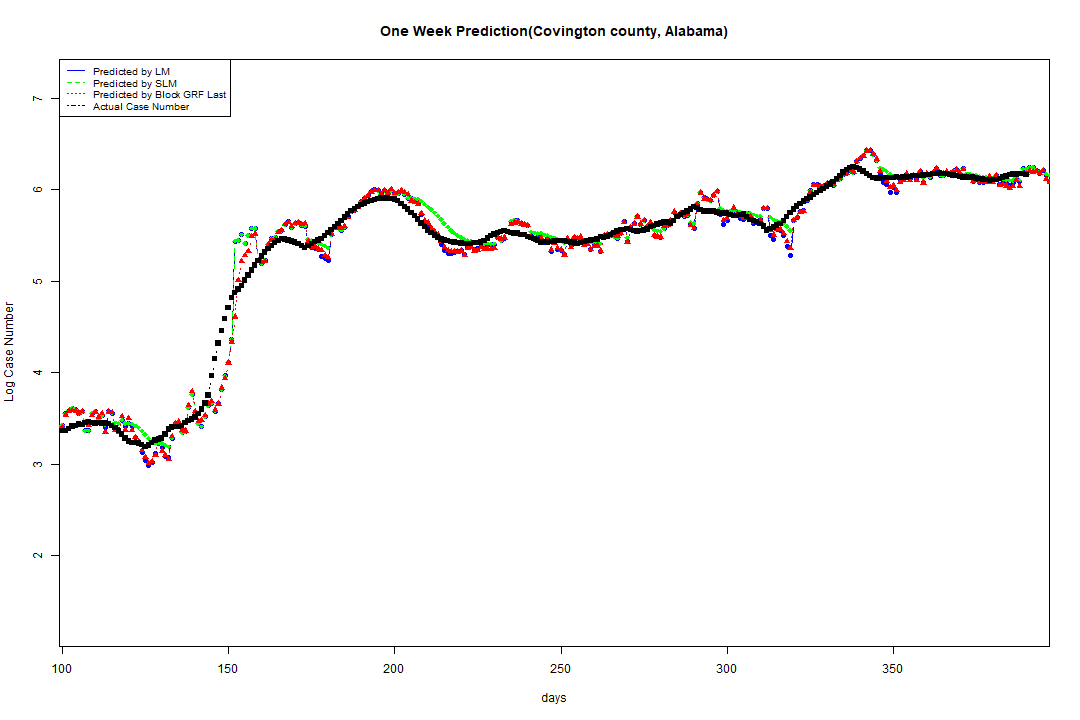 One Week Prediction(Covington county, Alabama)
Predicted by LM
Predicted by SLM
Predicted by Block GRF Last
Actual Case Number
7
6
5
4
3
2
Log Case Number
100 150 200 250 300 350
days